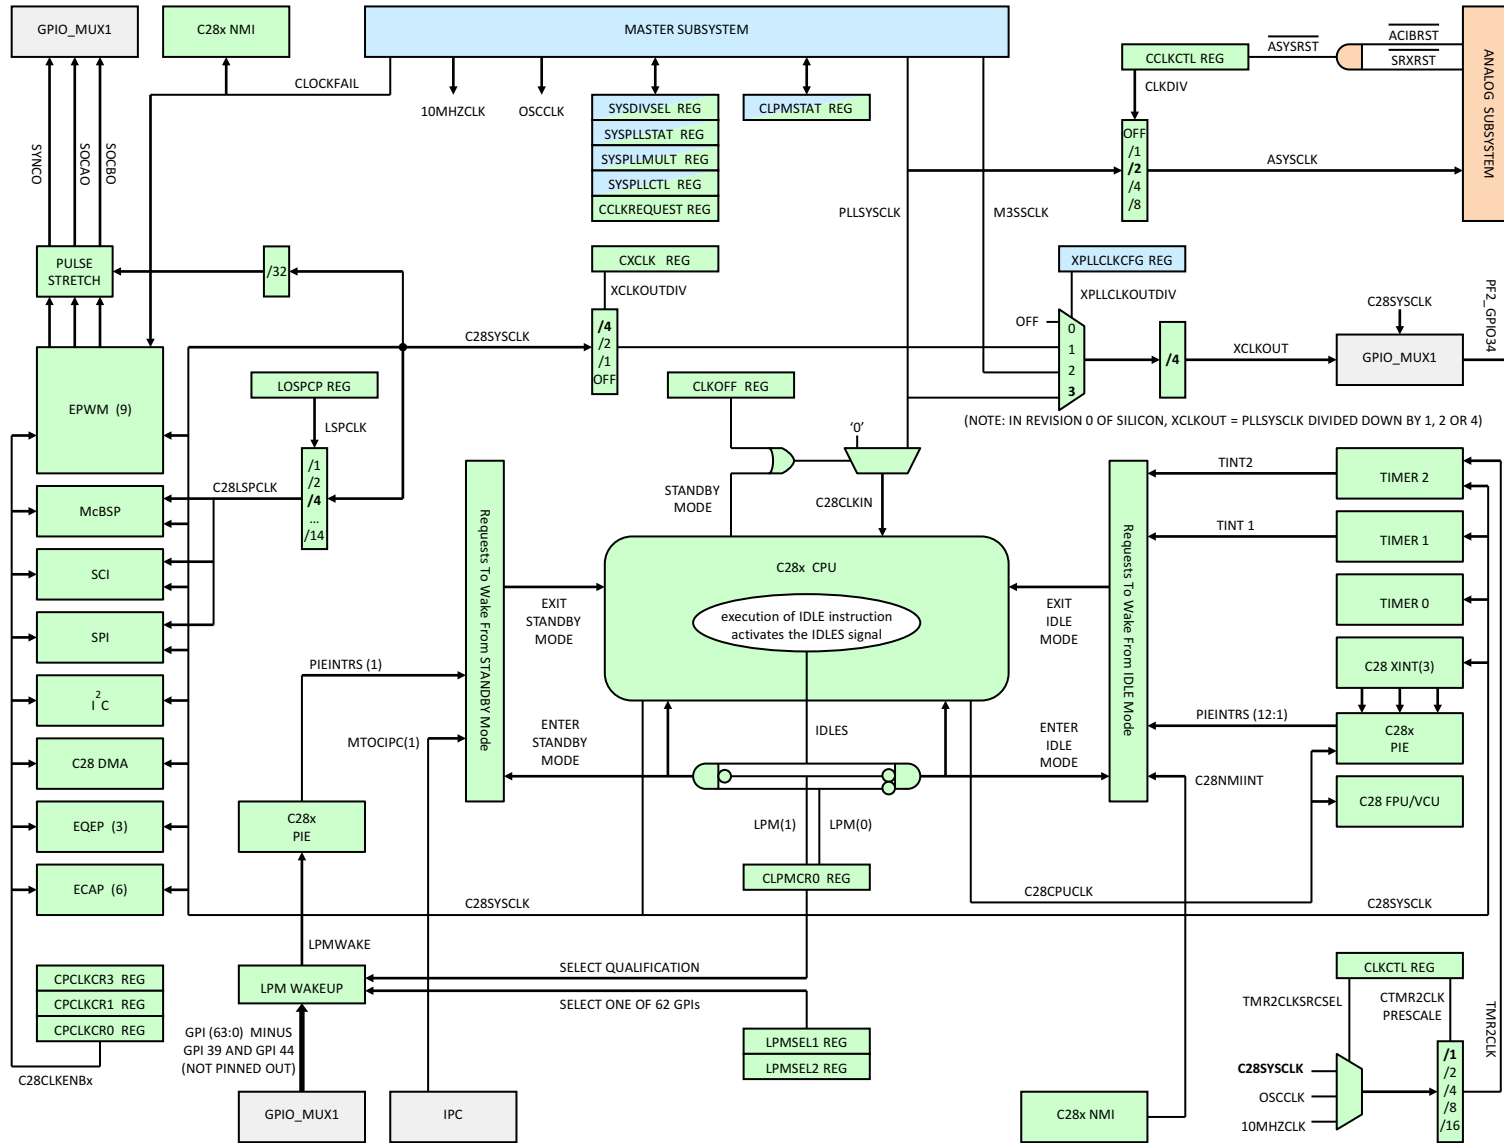 GPIO_MUX1
C28x NMI
MASTER SUBSYSTEM
ACIBRST
ASYSRST
SRXRST
CCLKCTL REG
ANALOG SUBSYSTEM
CLOCKFAIL
CLKDIV
10MHZCLK
OSCCLK
SYSDIVSEL REG
SYSPLLSTAT REG
SYSPLLMULT REG
SYSPLLCTL REG
CCLKREQUEST REG
CLPMSTAT REG
OFF
/1
/2
/4
/8
ASYSCLK
SYNCO
SOCAO
SOCBO
PLLSYSCLK
M3SSCLK
PULSE
STRETCH
/32
CXCLK REG
XCLKOUTDIV
XPLLCLKCFG REG
XPLLCLKOUTDIV
C28SYSCLK
PF2_GPIO34
C28SYSCLK
/4
/2
/1
OFF
OFF
0
1
2
3
/4
XCLKOUT
GPIO_MUX1
EPWM (9)
LOSPCP REG
LSPCLK
CLKOFF REG
'0'
(NOTE: IN REVISION 0 OF SILICON, XCLKOUT = PLLSYSCLK DIVIDED DOWN BY 1, 2 OR 4)
/1
/2
/4
...
/14
C28LSPCLK
McBSP
SCI
SPI
I2C
C28 DMA
EQEP (3)
ECAP (6)
STANDBY
MODE
C28CLKIN
Requests To Wake From STANDBY Mode
C28x CPU
execution of IDLE instruction
activates the IDLES signal
EXIT
STANDBY
MODE
EXIT
IDLE
MODE
Requests To Wake From IDLE Mode
TINT2
TIMER 2
TINT 1
TIMER 1
TIMER 0
C28 XINT(3)
PIEINTRS (1)
PIEINTRS (12:1)
C28x
PIE
MTOCIPC(1)
ENTER
STANDBY
MODE
IDLES
ENTER
IDLE
MODE
C28NMIINT
C28 FPU/VCU
C28x
PIE
LPM(1)
LPM(0)
CLPMCR0 REG
C28CPUCLK
C28SYSCLK
C28SYSCLK
LPMWAKE
CPCLKCR3 REG
CPCLKCR1 REG
CPCLKCR0 REG
LPM WAKEUP
SELECT QUALIFICATION
SELECT ONE OF 62 GPIs
CLKCTL REG
TMR2CLKSRCSEL
CTMR2CLK
PRESCALE
TMR2CLK
GPI (63:0) MINUS
GPI 39 AND GPI 44
(NOT PINNED OUT)
LPMSEL1 REG
LPMSEL2 REG
C28CLKENBx
C28SYSCLK
OSCCLK
10MHZCLK
/1
/2
/4
/8
/16
GPIO_MUX1
IPC
C28x NMI